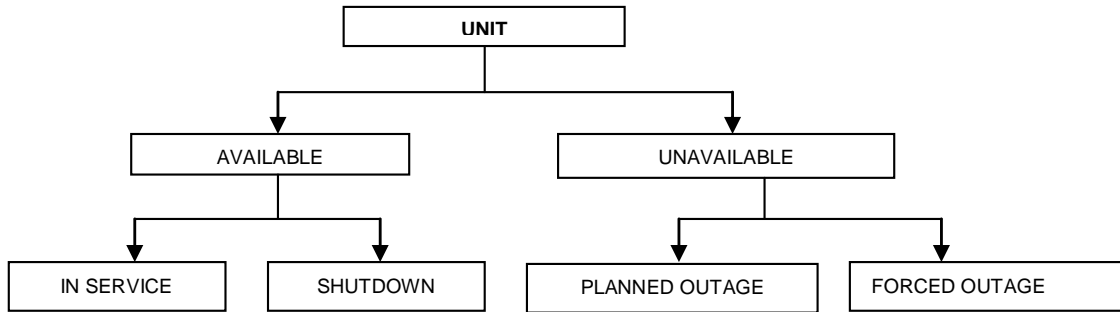 UNIT
AVAILABLE
UNAVAILABLE
IN SERVICE
SHUTDOWN
PLANNED OUTAGE
FORCED OUTAGE